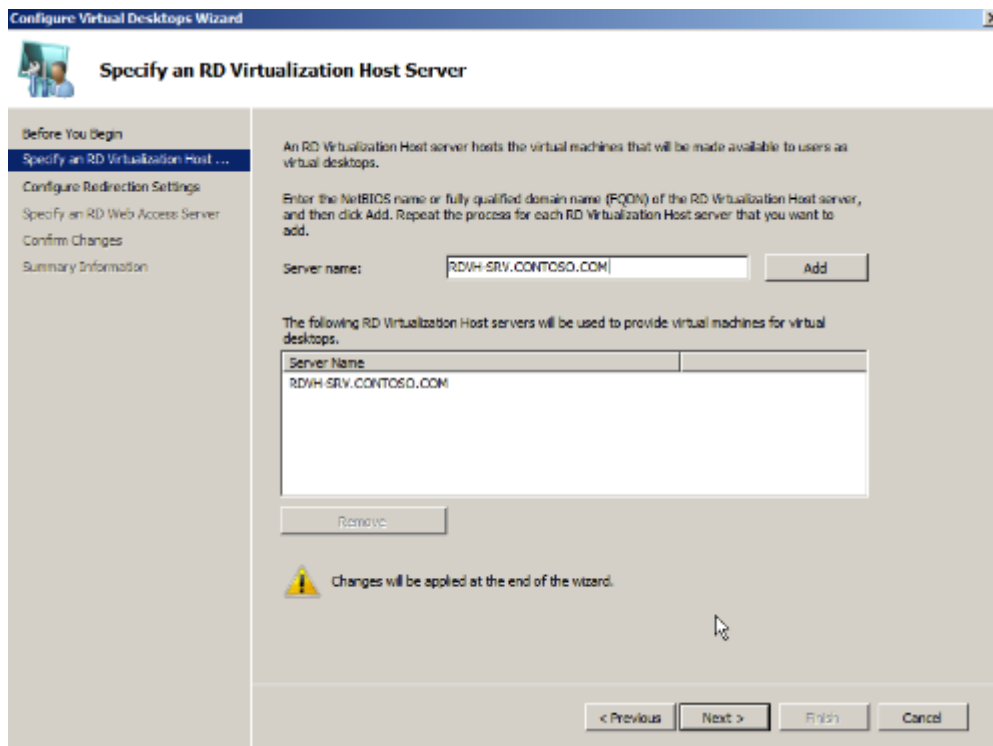 Configure Virtual Desktops Wizard
Specify an RD Virtualization Host Server
Before You Begin
Specify an RD Virtualization Host ...
Configure Redirection Settings
Specify an RD Web Access Server
Confirm Changes
Summary Information
An RD Virtualization Host server hosts the virtual machines that will be made available to users as
virtual desktops.
Enter the NetBIOS name or fully qualified domain name (FQDN) of the RD Virtualization Host server,
and then click Add. Repeat the process for each RD Virtualization Host server that you want to
add.
Server name:
RDVH-SRV.CONTOSO.COM
Add
The following RD Virtualization Host servers will be used to provide virtual machines for virtual
desktops.
Server Name
RDVH-SRV.CONTOSO.COM
Remove
Changes will be applied at the end of the wizard.
< Previous
Next >
Finish
Cancel